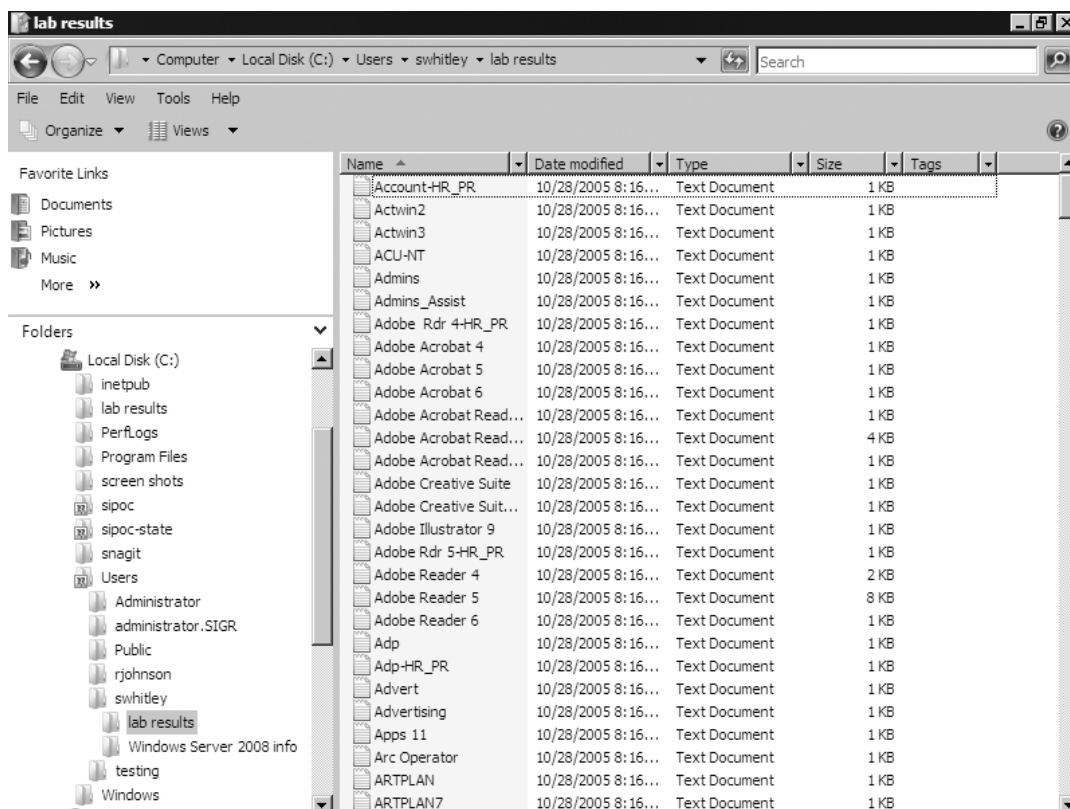 lab results
Computer Local Disk (C:) Users swhitley lab results Search
File Edit View Tools Help
Organize Views
Favorite Links
Documents
Pictures
Music
More »
Folders
Local Disk (C:)
inetpub
lab results
PerfLogs
Program Files
screen shots
sipoc
sipoc-state
snagit
Users
Administrator
administrator.SIGR
Public
rjohnson
swhitley
lab results
Windows Server 2008 info
testing
Windows
Name Date modified Type Size Tags
Account-HR_PR 10/28/2005 8:16... Text Document 1 KB
Actwin2 10/28/2005 8:16... Text Document 1 KB
Actwin3 10/28/2005 8:16... Text Document 1 KB
ACU-NT 10/28/2005 8:16... Text Document 1 KB
Admins 10/28/2005 8:16... Text Document 1 KB
Admins_Assist 10/28/2005 8:16... Text Document 1 KB
Adobe Rdr 4-HR_PR 10/28/2005 8:16... Text Document 1 KB
Adobe Acrobat 4 10/28/2005 8:16... Text Document 1 KB
Adobe Acrobat 5 10/28/2005 8:16... Text Document 1 KB
Adobe Acrobat 6 10/28/2005 8:16... Text Document 1 KB
Adobe Acrobat Read... 10/28/2005 8:16... Text Document 1 KB
Adobe Acrobat Read... 10/28/2005 8:16... Text Document 4 KB
Adobe Acrobat Read... 10/28/2005 8:16... Text Document 1 KB
Adobe Creative Suite 10/28/2005 8:16... Text Document 1 KB
Adobe Creative Suit... 10/28/2005 8:16... Text Document 1 KB
Adobe Illustrator 9 10/28/2005 8:16... Text Document 1 KB
Adobe Rdr 5-HR_PR 10/28/2005 8:16... Text Document 1 KB
Adobe Reader 4 10/28/2005 8:16... Text Document 2 KB
Adobe Reader 5 10/28/2005 8:16... Text Document 8 KB
Adobe Reader 6 10/28/2005 8:16... Text Document 1 KB
Adp 10/28/2005 8:16... Text Document 1 KB
Adp-HR_PR 10/28/2005 8:16... Text Document 1 KB
Advert 10/28/2005 8:16... Text Document 1 KB
Advertising 10/28/2005 8:16... Text Document 1 KB
Apps 11 10/28/2005 8:16... Text Document 1 KB
Arc Operator 10/28/2005 8:16... Text Document 1 KB
ARTPLAN 10/28/2005 8:16... Text Document 1 KB
ARTPLAN7 10/28/2005 8:16... Text Document 1 KB